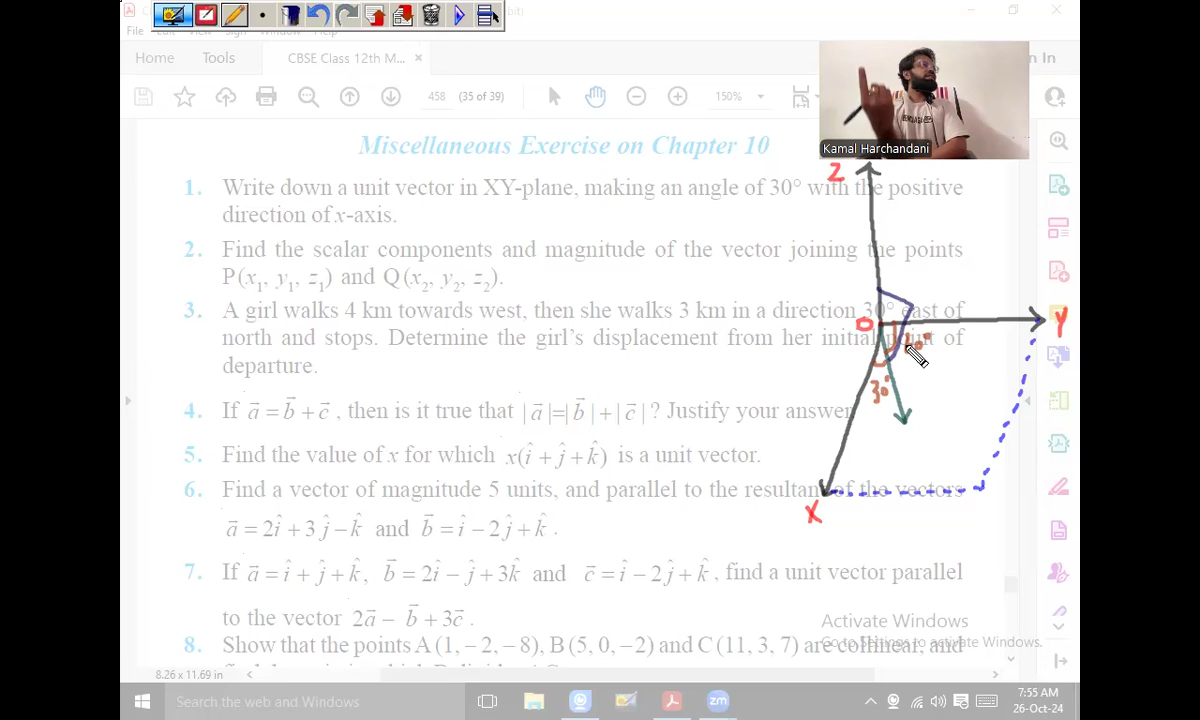 File
Home Tools CBSE Class 12th M... × n In
458 (35 of 39) 150%
Kamal Harchandani
Miscellaneous Exercise on Chapter 10
1. Write down a unit vector in XY-plane, making an angle of 30° with the positive
direction of x-axis.
2. Find the scalar components and magnitude of the vector joining the points
P(x₁, y₁, z₁) and Q(x₂, y₂, z₂).
3. A girl walks 4 km towards west, then she walks 3 km in a direction 30° east of
north and stops. Determine the girl's displacement from her initial point of
departure.
4. If a⃗ = b⃗ + c⃗, then is it true that |a⃗|=|b⃗|+|c⃗|? Justify your answer
5. Find the value of x for which x(î + ĵ + k̂) is a unit vector.
6. Find a vector of magnitude 5 units, and parallel to the resultant of the vectors
a⃗ = 2î + 3ĵ − k̂ and b⃗ = î − 2ĵ + k̂.
7. If a⃗ = î + ĵ + k̂, b⃗ = 2î − ĵ + 3k̂ and c⃗ = î − 2ĵ + k̂, find a unit vector parallel
to the vector 2a⃗ − b⃗ + 3c⃗.
8. Show that the points A(1, – 2, – 8), B(5, 0, – 2) and C(11, 3, 7) are collinear, and
Z
O
Y
30°
X
Activate Windows
Go to Settings to activate Windows.
8.26 x 11.69 in
Search the web and Windows
zm
7:55 AM
26-Oct-24